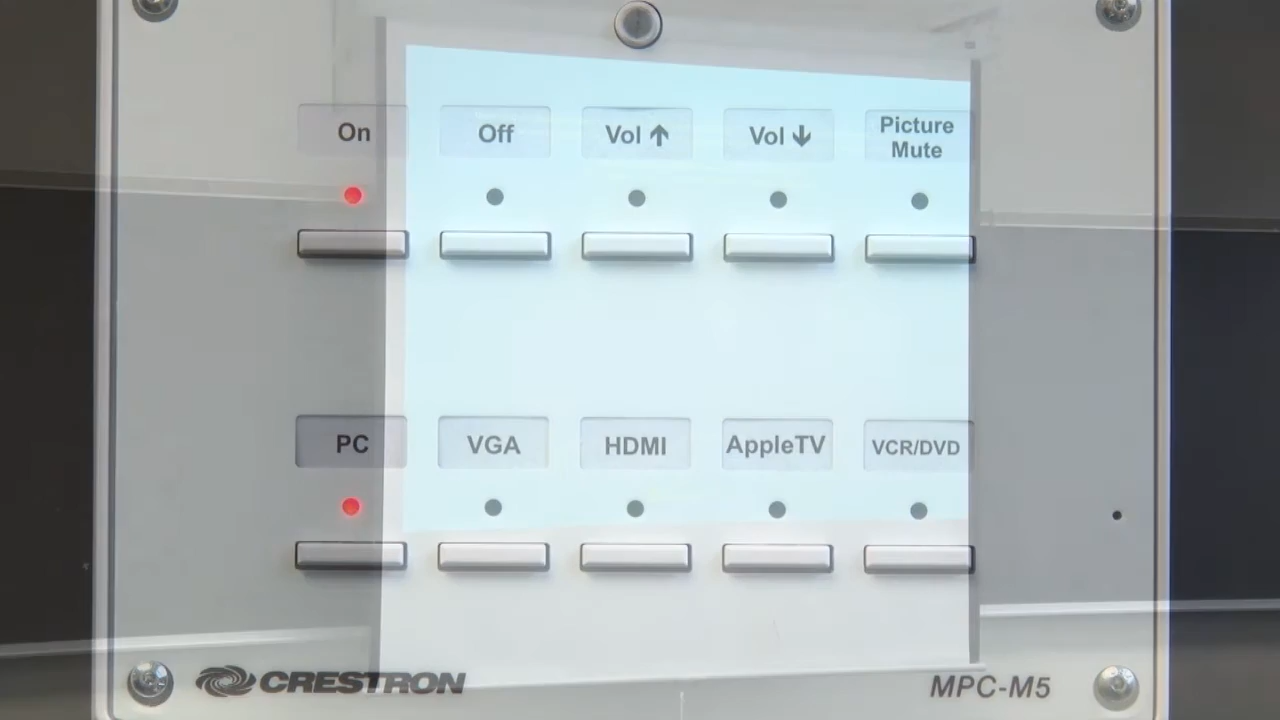 On Off Vol ↑ Vol ↓ Picture
Mute
PC VGA HDMI AppleTV VCR/DVD
CRESTRON MPC-M5